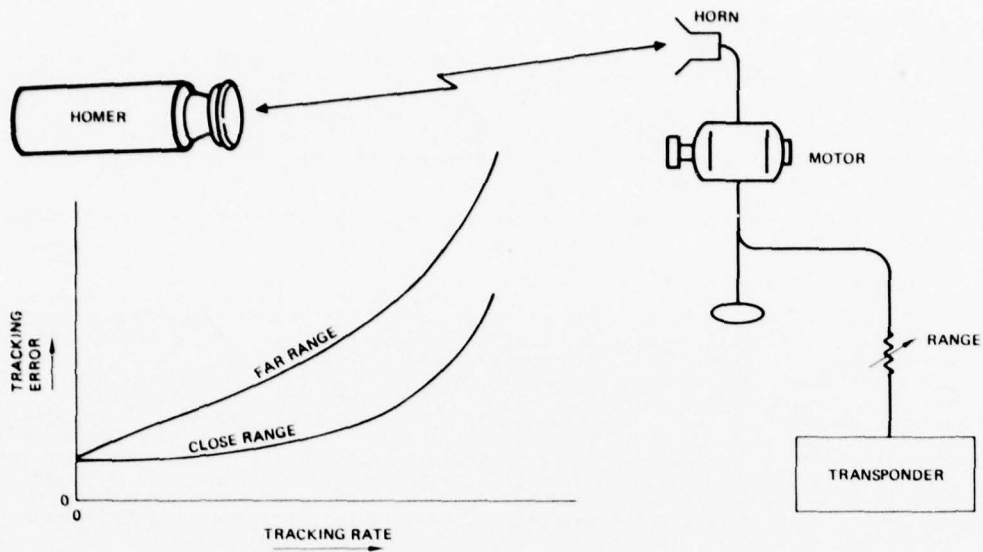 HORN
HOMER
MOTOR
TRACKING
ERROR
FAR RANGE
CLOSE RANGE
RANGE
TRANSPONDER
0
0
TRACKING RATE